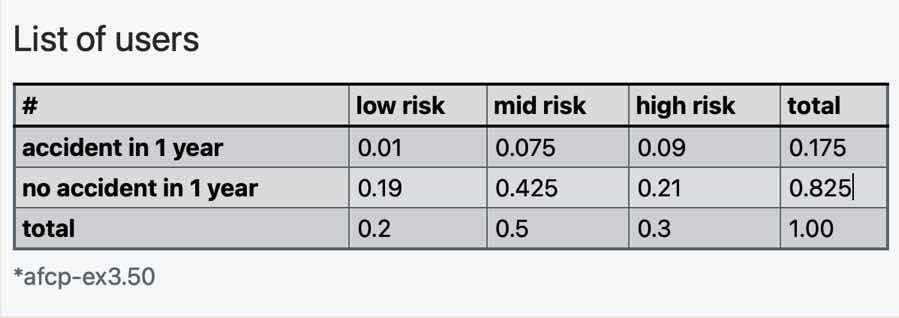 List of users
# low risk mid risk high risk total
accident in 1 year 0.01 0.075 0.09 0.175
no accident in 1 year 0.19 0.425 0.21 0.825
total 0.2 0.5 0.3 1.00
*afcp-ex3.50